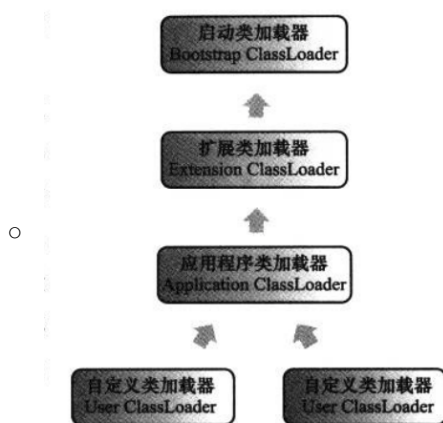 启动类加载器
Bootstrap ClassLoader
扩展类加载器
Extension ClassLoader
应用程序类加载器
Application ClassLoader
自定义类加载器
User ClassLoader
自定义类加载器
User ClassLoader